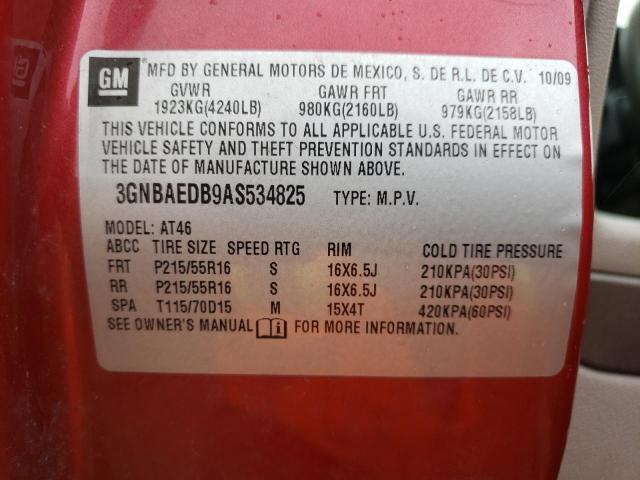 GM MFD BY GENERAL MOTORS DE MEXICO, S. DE R.L. DE C.V. 10/09
GVWR GAWR FRT GAWR RR
1923KG(4240LB) 980KG(2160LB) 979KG(2158LB)
THIS VEHICLE CONFORMS TO ALL APPLICABLE U.S. FEDERAL MOTOR
VEHICLE SAFETY AND THEFT PREVENTION STANDARDS IN EFFECT ON
THE DATE OF MANUFACTURE SHOWN ABOVE.
3GNBAEDB9AS534825 TYPE: M.P.V.
MODEL: AT46
ABCC TIRE SIZE SPEED RTG RIM COLD TIRE PRESSURE
FRT P215/55R16 S 16X6.5J 210KPA(30PSI)
RR P215/55R16 S 16X6.5J 210KPA(30PSI)
SPA T115/70D15 M 15X4T 420KPA(60PSI)
SEE OWNER'S MANUAL FOR MORE INFORMATION.